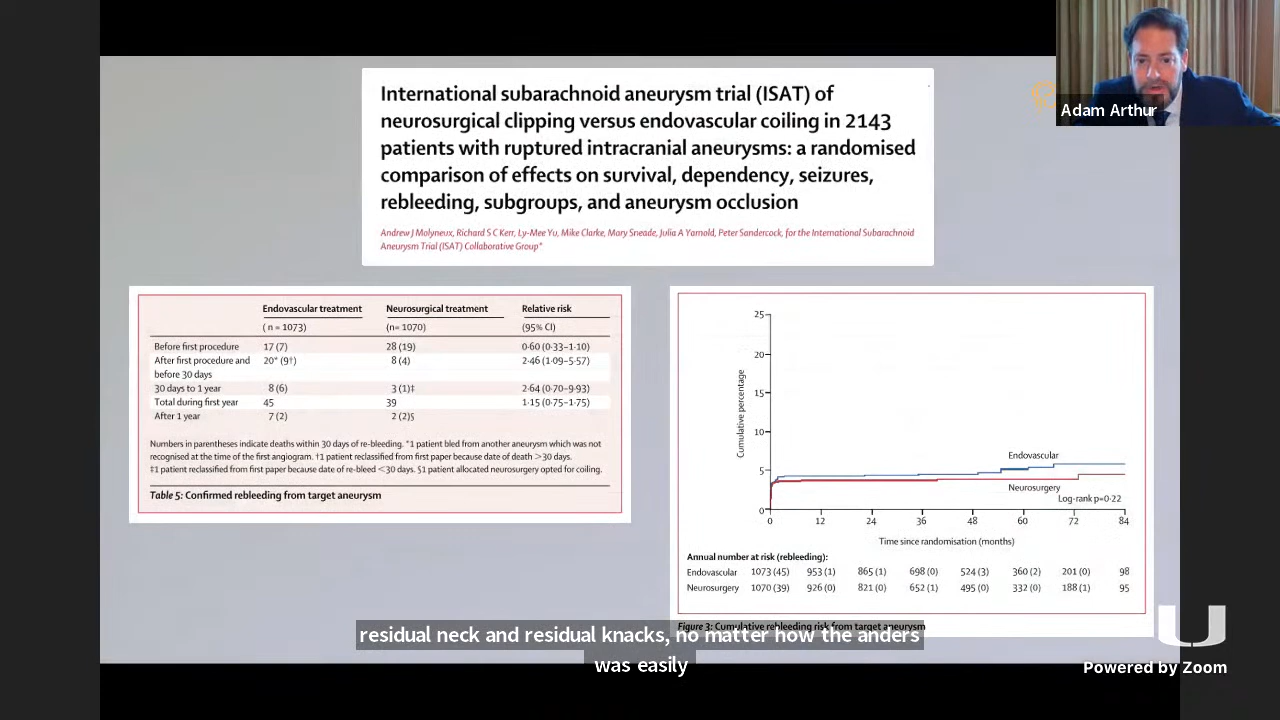 International subarachnoid aneurysm trial (ISAT) of
neurosurgical clipping versus endovascular coiling in 2143
patients with ruptured intracranial aneurysms: a randomised
comparison of effects on survival, dependency, seizures,
rebleeding, subgroups, and aneurysm occlusion
Andrew J Molyneux, Richard S C Kerr, Ly-Mee Yu, Mike Clarke, Mary Sneade, Julia A Yarnold, Peter Sandercock, for the International Subarachnoid
Aneurysm Trial (ISAT) Collaborative Group*
Adam Arthur
Endovascular treatment Neurosurgical treatment Relative risk
( n = 1073) (n= 1070) (95% CI)
Before first procedure 17 (7) 28 (19) 0·60 (0·33–1·10)
After first procedure and 20* (9†) 8 (4) 2·46 (1·09–5·57)
before 30 days
30 days to 1 year 8 (6) 3 (1)‡ 2·64 (0·70–9·93)
Total during first year 45 39 1·15 (0·75–1·75)
After 1 year 7 (2) 2 (2)§
Numbers in parentheses indicate deaths within 30 days of re-bleeding. *1 patient bled from another aneurysm which was not
recognised at the time of the first angiogram. †1 patient reclassified from first paper because date of death >30 days.
‡1 patient reclassified from first paper because date of re-bleed <30 days. §1 patient allocated neurosurgery opted for coiling.
Table 5: Confirmed rebleeding from target aneurysm
25
20
15
10
5
0
Cumulative percentage
Endovascular
Neurosurgery
Log-rank p=0·22
0 12 24 36 48 60 72 84
Time since randomisation (months)
Annual number at risk (rebleeding):
Endovascular 1073 (45) 953 (1) 865 (1) 698 (0) 524 (3) 360 (2) 201 (0) 98
Neurosurgery 1070 (39) 926 (0) 821 (0) 652 (1) 495 (0) 332 (0) 188 (1) 95
Figure 3: Cumulative rebleeding risk from target aneurysm
residual neck and residual knacks, no matter how the anders
was easily
U
Powered by Zoom